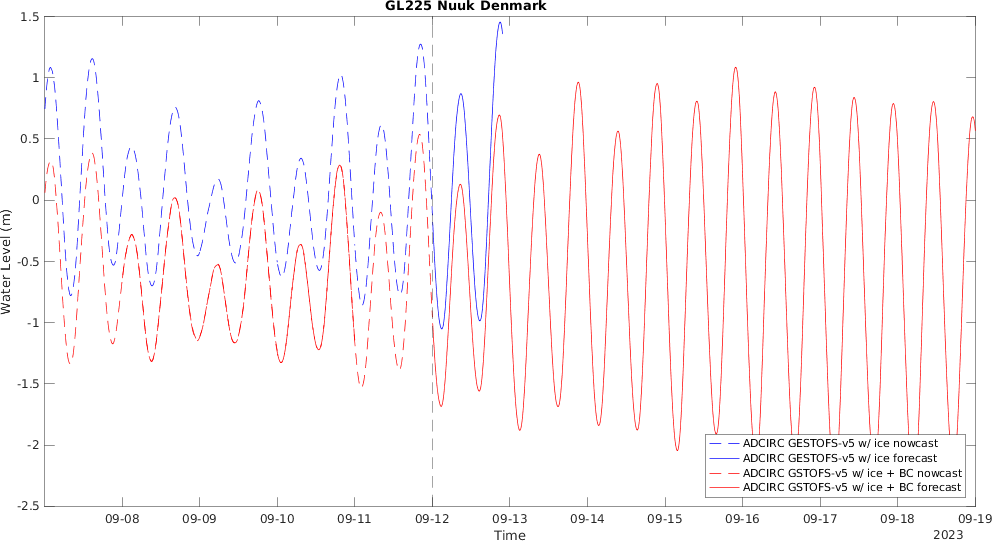 GL225 Nuuk Denmark
1.5
1
0.5
0
-0.5
-1
-1.5
-2
-2.5
Water Level (m)
09-08 09-09 09-10 09-11 09-12 09-13 09-14 09-15 09-16 09-17 09-18 09-19
Time
2023
ADCIRC GESTOFS-v5 w/ ice nowcast
ADCIRC GESTOFS-v5 w/ ice forecast
ADCIRC GSTOFS-v5 w/ ice + BC nowcast
ADCIRC GSTOFS-v5 w/ ice + BC forecast